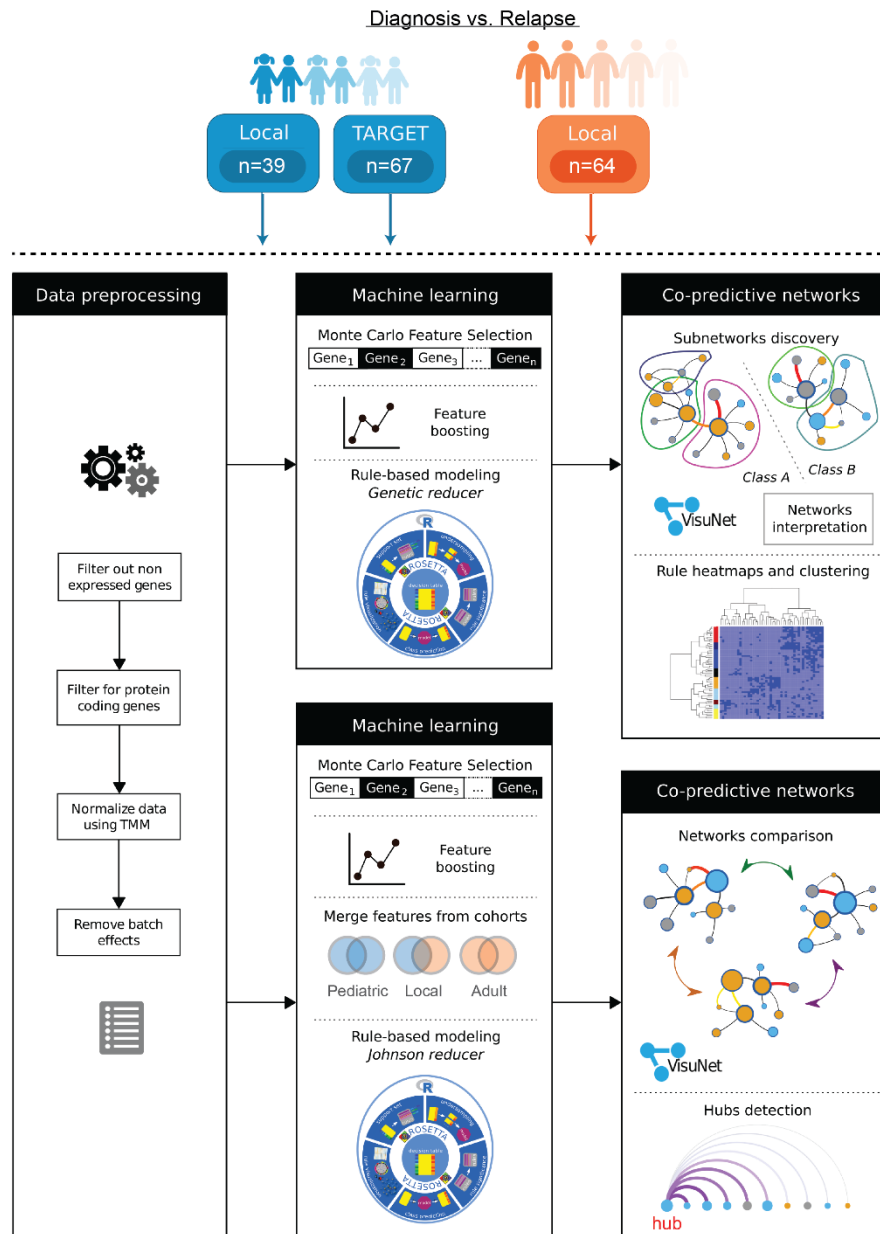 Diagnosis vs. Relapse
Local
n=39
TARGET
n=67
Local
n=64
Data preprocessing
Filter out non
expressed genes
Filter for protein
coding genes
Normalize data
using TMM
Remove batch
effects
Machine learning
Monte Carlo Feature Selection
Gene1 Gene2 Gene3 ... Genen
Feature
boosting
Rule-based modeling
Genetic reducer
R
ROSETTA
ROSETTA
Machine learning
Monte Carlo Feature Selection
Gene1 Gene2 Gene3 ... Genen
Feature
boosting
Merge features from cohorts
Pediatric Local Adult
Rule-based modeling
Johnson reducer
R
ROSETTA
ROSETTA
Co-predictive networks
Subnetworks discovery
Class A
Class B
VisuNet
Networks
interpretation
Rule heatmaps and clustering
Co-predictive networks
Networks comparison
VisuNet
Hubs detection
hub